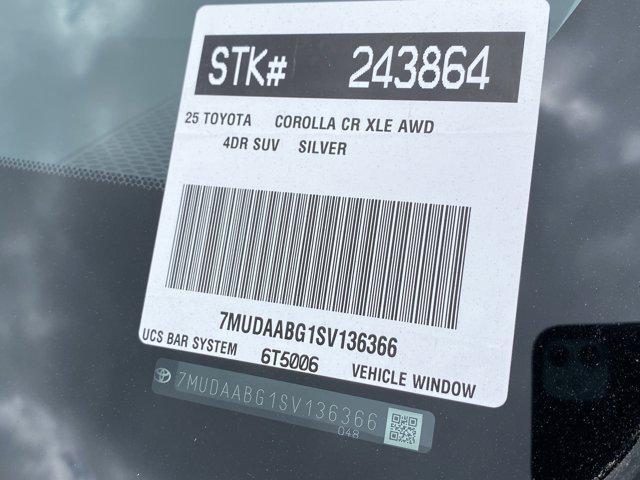 STK# 243864
25 TOYOTA COROLLA CR XLE AWD
4DR SUV SILVER
7MUDAABG1SV136366
UCS BAR SYSTEM 6T5006 VEHICLE WINDOW
7MUDAABG1SV136366
048